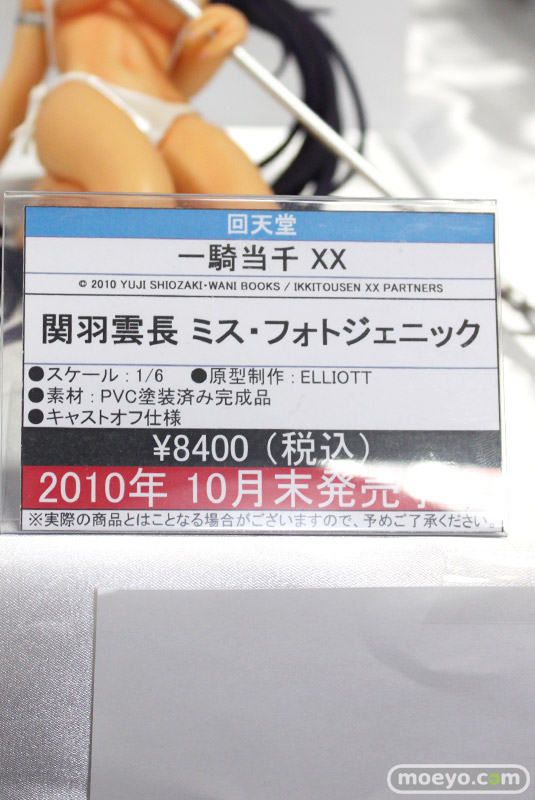 回天堂
一騎当千 XX
© 2010 YUJI SHIOZAKI・WANI BOOKS / IKKITOUSEN XX PARTNERS
関羽雲長 ミス・フォトジェニック
●スケール：1/6 ●原型制作：ELLIOTT
●素材：PVC塗装済み完成品
●キャストオフ仕様
¥8400（税込）
2010年 10月末発売
※実際の商品とはことなる場合がございますので、予めご了承ください。
moeyo.com